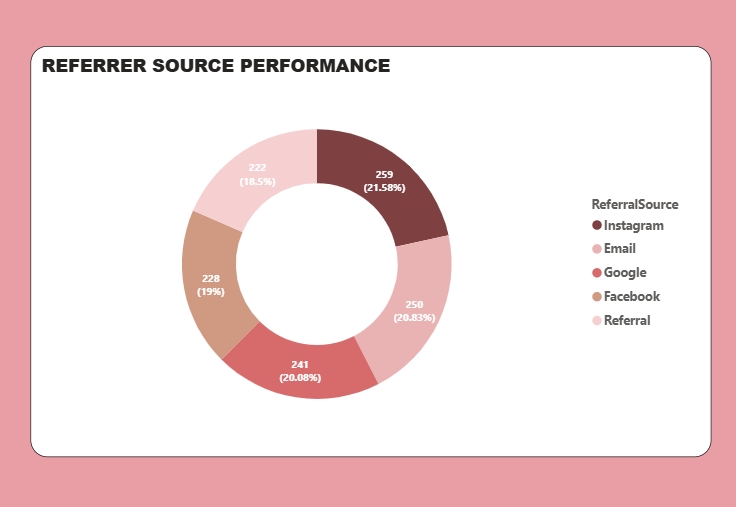 REFERRER SOURCE PERFORMANCE
222
(18.5%)
259
(21.58%)
228
(19%)
250
(20.83%)
241
(20.08%)
ReferralSource
Instagram
Email
Google
Facebook
Referral